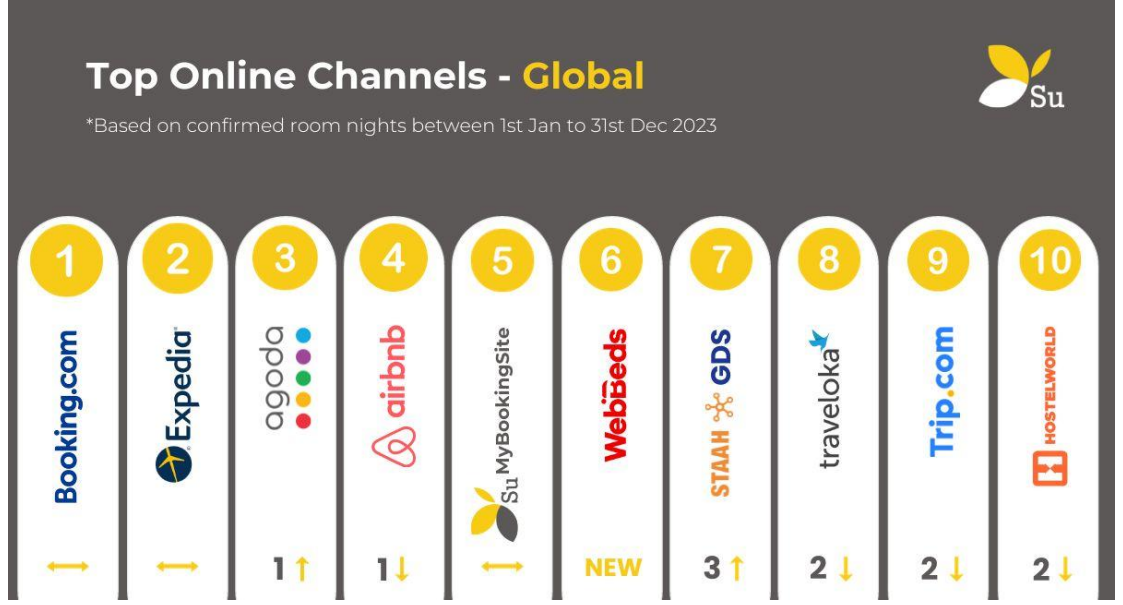 Top Online Channels - Global
Su
*Based on confirmed room nights between 1st Jan to 31st Dec 2023
1
2
3
4
5
6
7
8
9
10
Booking.com
Expedia
agoda
airbnb
Su MyBookingSite
WebBeds
STAAH GDS
traveloka
Trip.com
HOSTELWORLD
↔
↔
1 ↑
1 ↓
↔
NEW
3 ↑
2 ↓
2 ↓
2 ↓